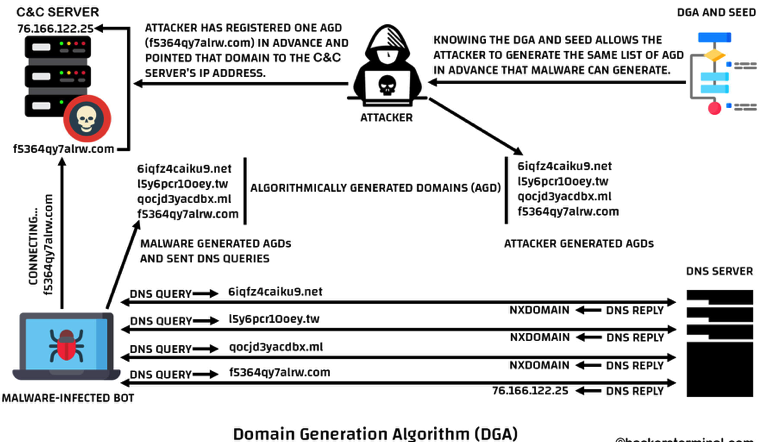 C&C SERVER
76.166.122.25
f5364qy7alrw.com
ATTACKER HAS REGISTERED ONE AGD
(f5364qy7alrw.com) IN ADVANCE AND
POINTED THAT DOMAIN TO THE C&C
SERVER'S IP ADDRESS.
ATTACKER
KNOWING THE DGA AND SEED ALLOWS THE
ATTACKER TO GENERATE THE SAME LIST OF AGD
IN ADVANCE THAT MALWARE CAN GENERATE.
DGA AND SEED
CONNECTING...
f5364qy7alrw.com
6iqfz4caiku9.net
l5y6pcr10oey.tw
qocjd3yacdbx.ml
f5364qy7alrw.com
MALWARE GENERATED AGDs
AND SENT DNS QUERIES
ALGORITHMICALLY GENERATED DOMAINS (AGD)
6iqfz4caiku9.net
l5y6pcr10oey.tw
qocjd3yacdbx.ml
f5364qy7alrw.com
ATTACKER GENERATED AGDs
DNS SERVER
DNS QUERY 6iqfz4caiku9.net
NXDOMAIN DNS REPLY
DNS QUERY l5y6pcr10oey.tw
NXDOMAIN DNS REPLY
DNS QUERY qocjd3yacdbx.ml
NXDOMAIN DNS REPLY
DNS QUERY f5364qy7alrw.com
76.166.122.25 DNS REPLY
MALWARE-INFECTED BOT
Domain Generation Algorithm (DGA)